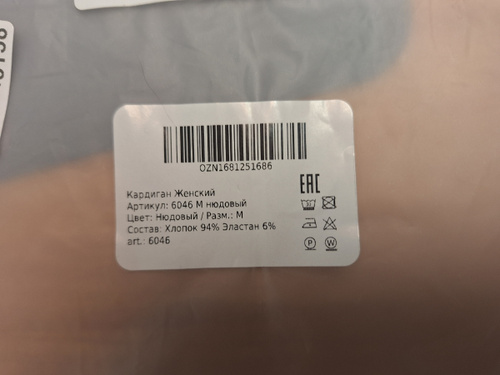 OZN1681251686
EAC
Кардиган Женский
Артикул: 6046 М нюдовый
Цвет: Нюдовый / Разм.: М
Состав: Хлопок 94% Эластан 6%
art.: 6046
P W